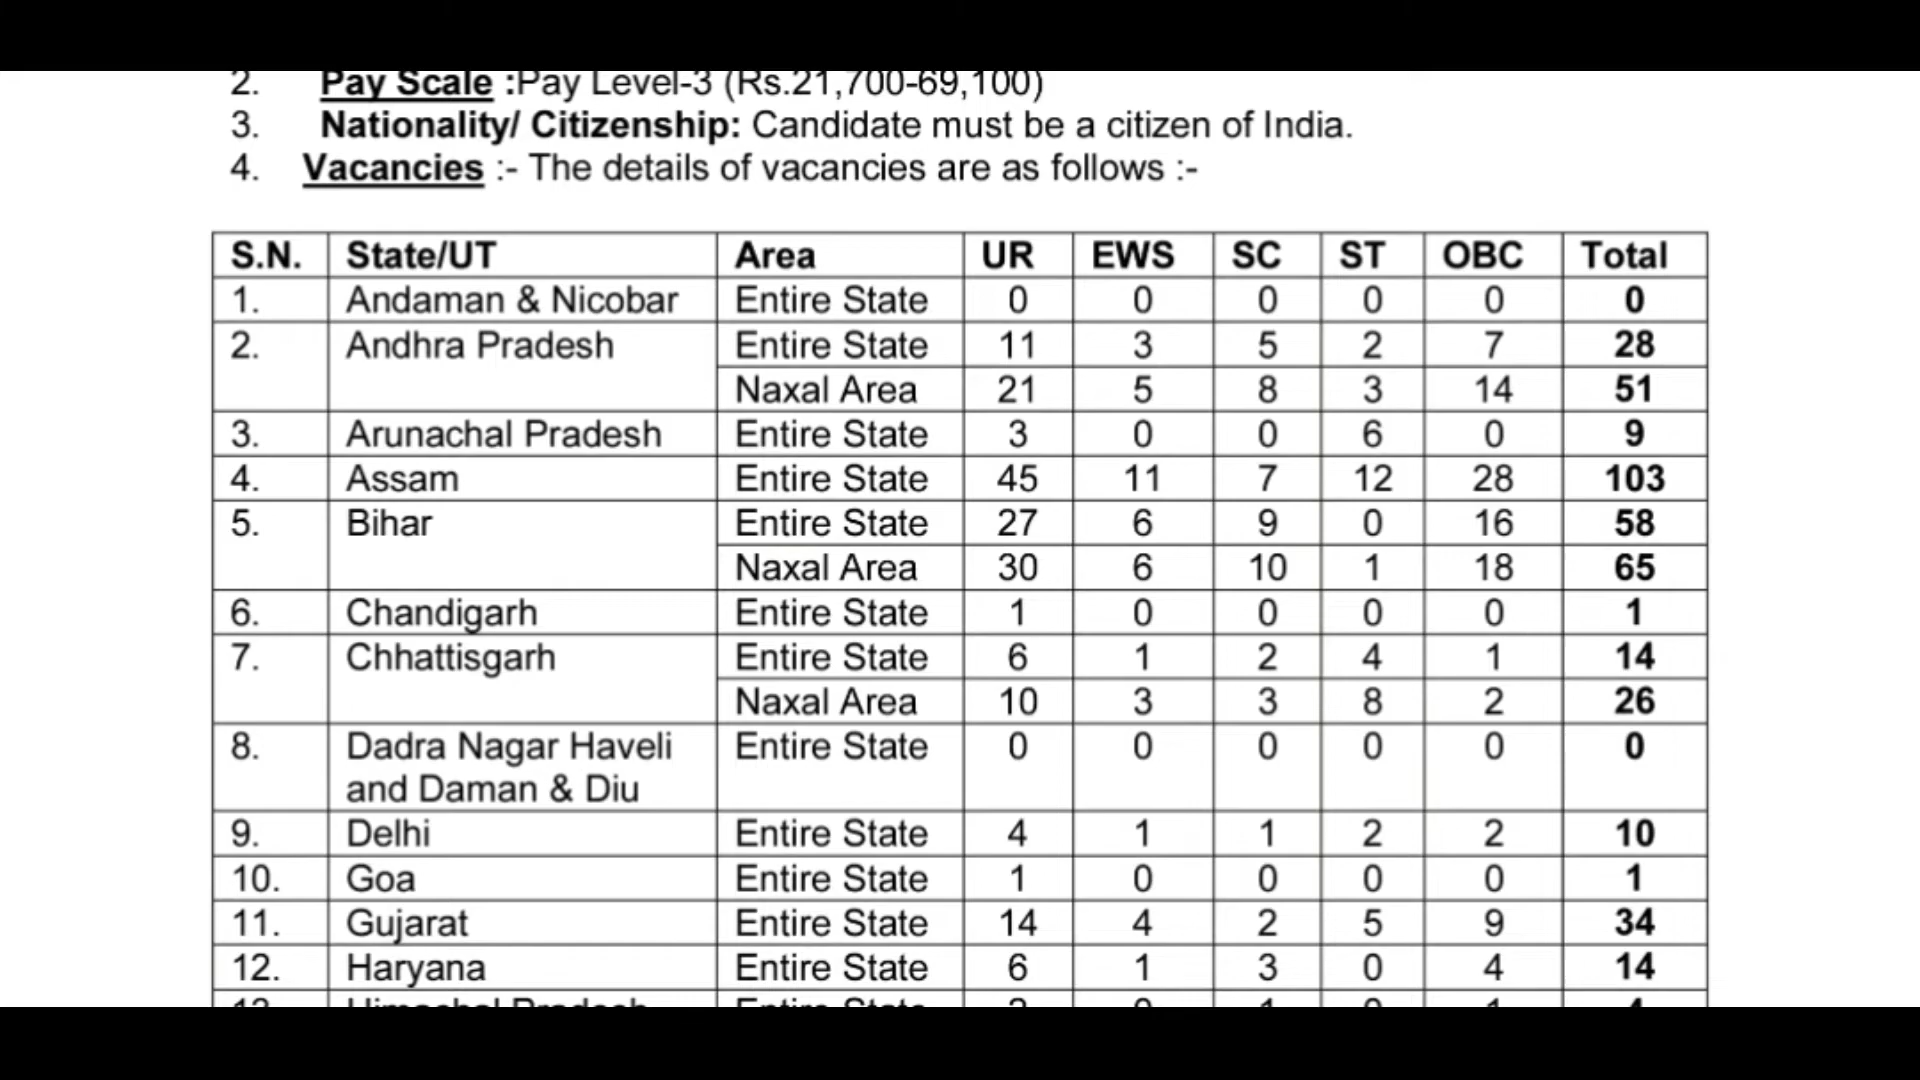 2. Pay Scale :Pay Level-3 (Rs.21,700-69,100)
3. Nationality/ Citizenship: Candidate must be a citizen of India.
4. Vacancies :- The details of vacancies are as follows :-
S.N. State/UT Area UR EWS SC ST OBC Total
1. Andaman & Nicobar Entire State 0 0 0 0 0 0
2. Andhra Pradesh Entire State 11 3 5 2 7 28
Naxal Area 21 5 8 3 14 51
3. Arunachal Pradesh Entire State 3 0 0 6 0 9
4. Assam Entire State 45 11 7 12 28 103
5. Bihar Entire State 27 6 9 0 16 58
Naxal Area 30 6 10 1 18 65
6. Chandigarh Entire State 1 0 0 0 0 1
7. Chhattisgarh Entire State 6 1 2 4 1 14
Naxal Area 10 3 3 8 2 26
8. Dadra Nagar Haveli Entire State 0 0 0 0 0 0
and Daman & Diu
9. Delhi Entire State 4 1 1 2 2 10
10. Goa Entire State 1 0 0 0 0 1
11. Gujarat Entire State 14 4 2 5 9 34
12. Haryana Entire State 6 1 3 0 4 14
Himachal Pradesh Entire State